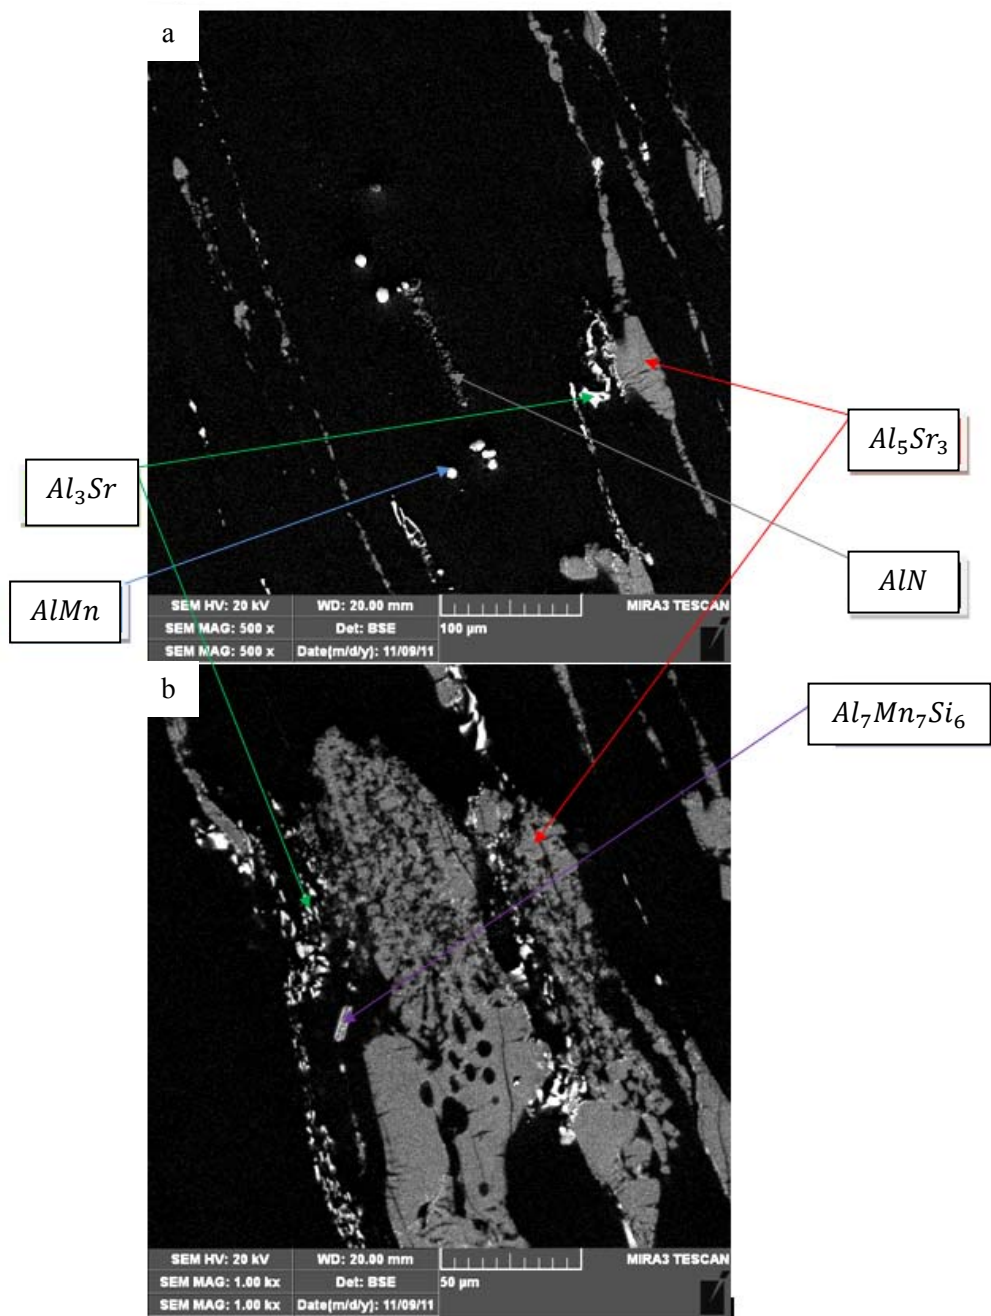 a
Al₃Sr
AlMn
Al₅Sr₃
AlN
SEM HV: 20 kV WD: 20.00 mm MIRA3 TESCAN
SEM MAG: 500 x Det: BSE 100 µm
SEM MAG: 500 x Date(m/d/y): 11/09/11
b
Al₇Mn₇Si₆
SEM HV: 20 kV WD: 20.00 mm MIRA3 TESCAN
SEM MAG: 1.00 kx Det: BSE 50 µm
SEM MAG: 1.00 kx Date(m/d/y): 11/09/11